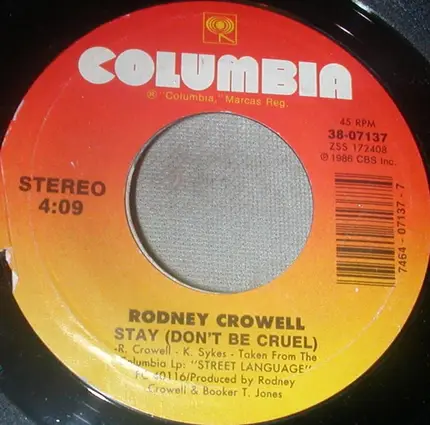 COLUMBIA
® "Columbia," Marcas Reg.
45 RPM
38-07137
ZSS 172408
℗ 1986 CBS Inc.
STEREO
4:09
7464-07137-7
RODNEY CROWELL
STAY (DON'T BE CRUEL)
-R. Crowell - K. Sykes - Taken From The
Columbia Lp: "STREET LANGUAGE"
FC 40116/Produced by Rodney
Crowell & Booker T. Jones